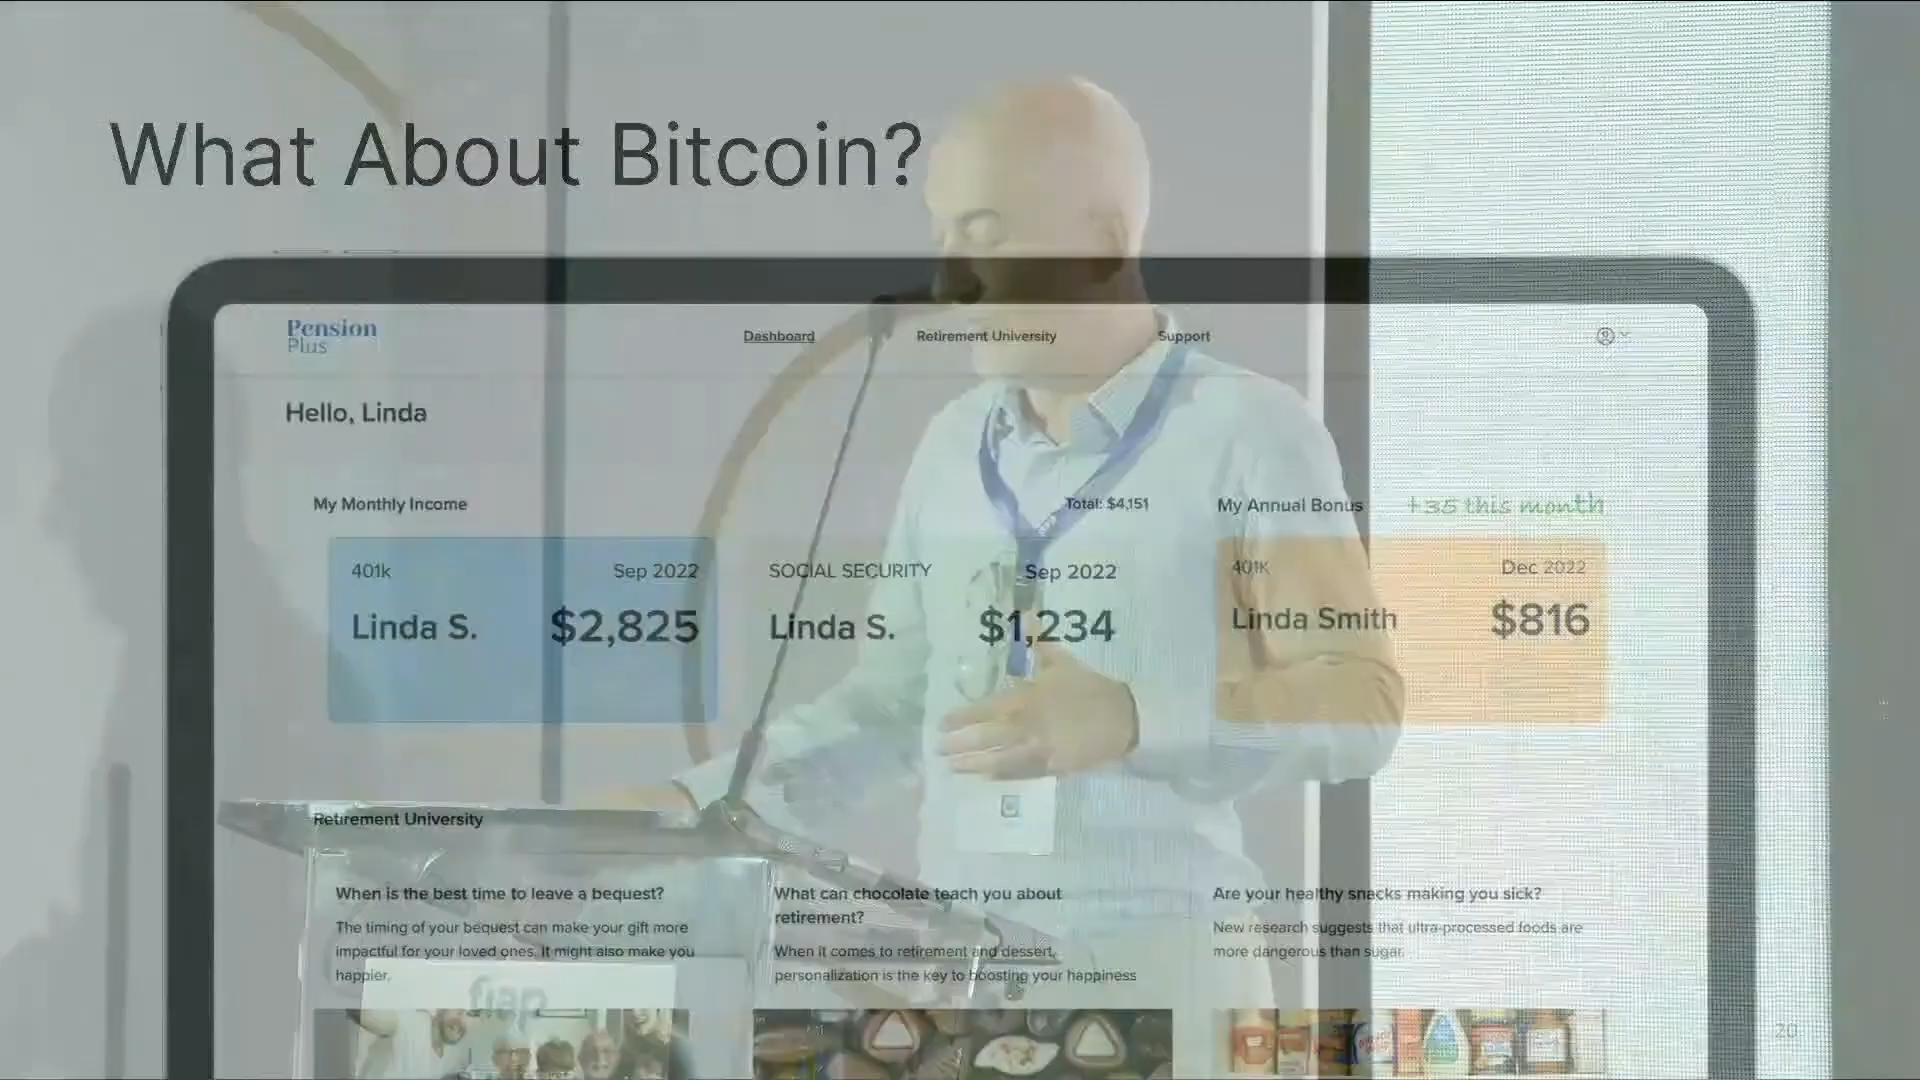 What About Bitcoin?
Pension
Plus
Dashboard
Retirement University
Support
Hello, Linda
My Monthly Income
Total: $4,151
My Annual Bonus
+35 this month
401k
Sep 2022
Linda S.
$2,825
SOCIAL SECURITY
Sep 2022
Linda S.
$1,234
401K
Dec 2022
Linda Smith
$816
Retirement University
When is the best time to leave a bequest?
The timing of your bequest can make your gift more
impactful for your loved ones. It might also make you
happier.
What can chocolate teach you about
retirement?
When it comes to retirement and dessert,
personalization is the key to boosting your happiness
Are your healthy snacks making you sick?
New research suggests that ultra-processed foods are
more dangerous than sugar.
fiap
20